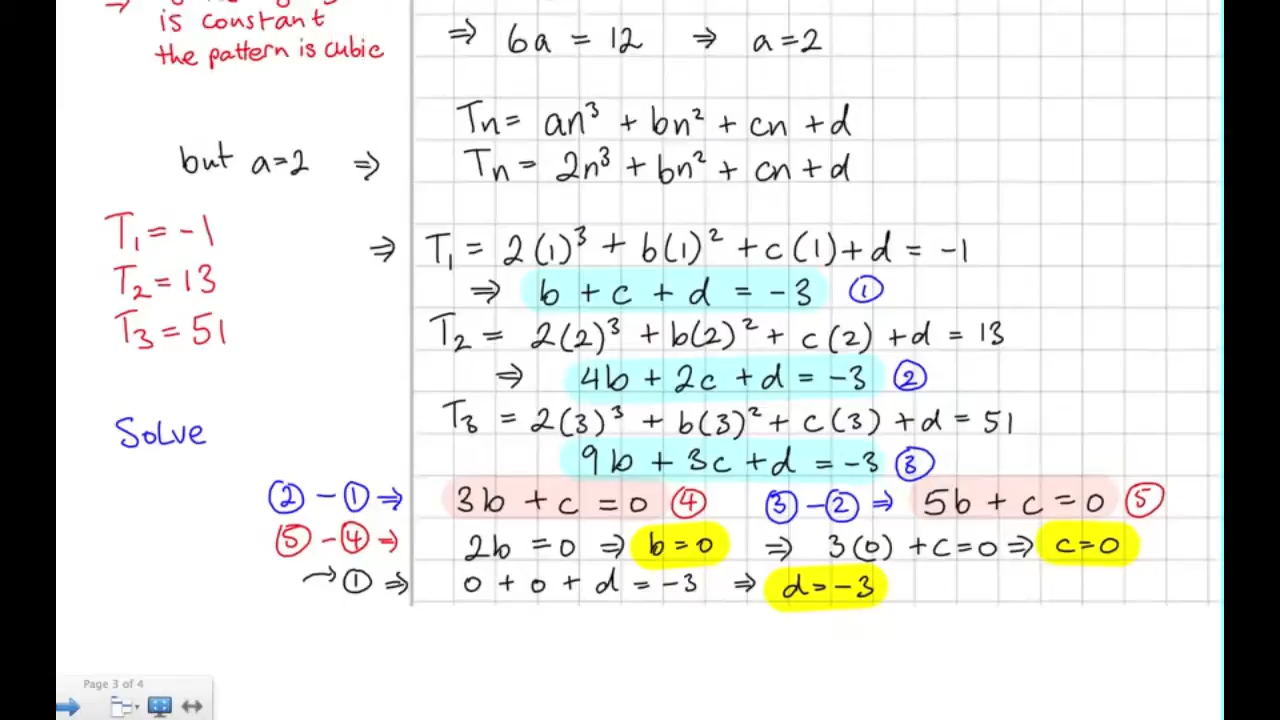 is constant
the pattern is cubic
⇒ 6a = 12 ⇒ a=2
Tn = an³ + bn² + cn + d
but a=2 ⇒ Tn = 2n³ + bn² + cn + d
T₁ = -1
T₂ = 13
T₃ = 51
⇒ T₁ = 2(1)³ + b(1)² + c(1) + d = -1
⇒ b + c + d = -3 ①
T₂ = 2(2)³ + b(2)² + c(2) + d = 13
⇒ 4b + 2c + d = -3 ②
T₃ = 2(3)³ + b(3)² + c(3) + d = 51
Solve
9b + 3c + d = -3 ③
② - ① ⇒ 3b + c = 0 ④ ③ - ② ⇒ 5b + c = 0 ⑤
⑤ - ④ ⇒ 2b = 0 ⇒ b=0 ⇒ 3(0) + c = 0 ⇒ c=0
→ ① ⇒ 0 + 0 + d = -3 ⇒ d = -3
Page 3 of 4